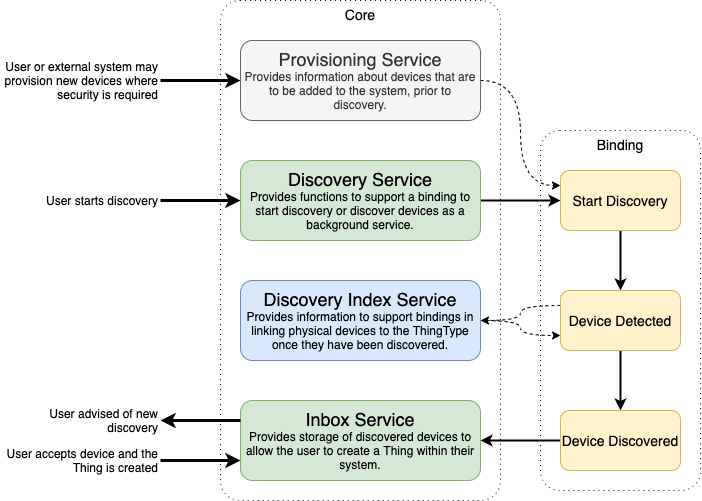 Core
User or external system may
provision new devices where
security is required
Provisioning Service
Provides information about devices that are
to be added to the system, prior to
discovery.
Binding
User starts discovery
Discovery Service
Provides functions to support a binding to
start discovery or discover devices as a
background service.
Start Discovery
Discovery Index Service
Provides information to support bindings in
linking physical devices to the ThingType
once they have been discovered.
Device Detected
User advised of new
discovery
User accepts device and the
Thing is created
Inbox Service
Provides storage of discovered devices to
allow the user to create a Thing within their
system.
Device Discovered